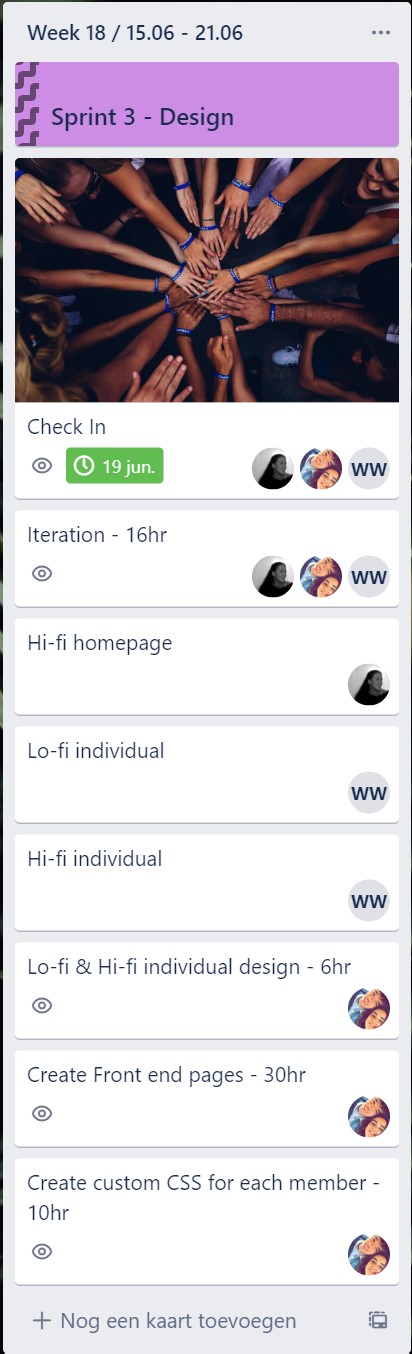 Week 18 / 15.06 - 21.06
Sprint 3 - Design
Check In
19 jun.
WW
Iteration - 16hr
WW
Hi-fi homepage
Lo-fi individual
WW
Hi-fi individual
WW
Lo-fi & Hi-fi individual design - 6hr
Create Front end pages - 30hr
Create custom CSS for each member -
10hr
Nog een kaart toevoegen